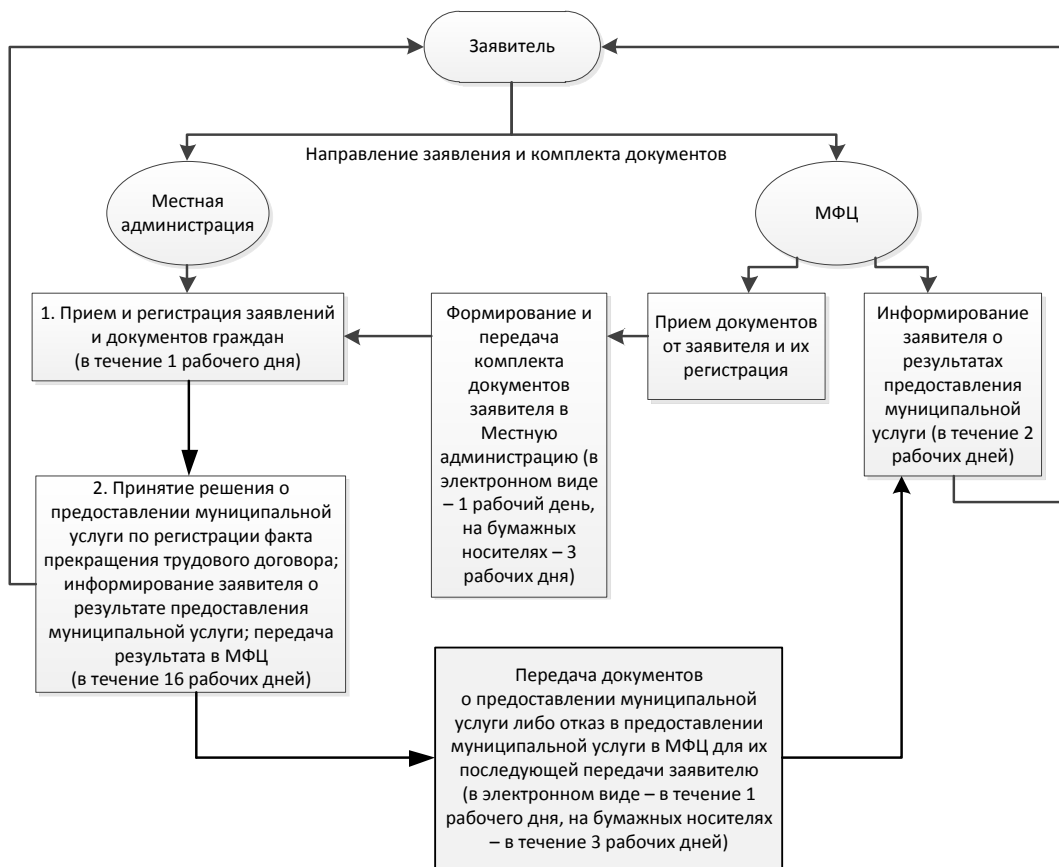 Заявитель
Направление заявления и комплекта документов
Местная
администрация
МФЦ
1. Прием и регистрация заявлений
и документов граждан
(в течение 1 рабочего дня)
Формирование и
передача
комплекта
документов
заявителя в
Местную
администрацию (в
электронном виде
– 1 рабочий день,
на бумажных
носителях – 3
рабочих дня)
Прием документов
от заявителя и их
регистрация
Информирование
заявителя о
результатах
предоставления
муниципальной
услуги (в течение 2
рабочих дней)
2. Принятие решения о
предоставлении муниципальной
услуги по регистрации факта
прекращения трудового договора;
информирование заявителя о
результате предоставления
муниципальной услуги; передача
результата в МФЦ
(в течение 16 рабочих дней)
Передача документов
о предоставлении муниципальной
услуги либо отказ в предоставлении
муниципальной услуги в МФЦ для их
последующей передачи заявителю
(в электронном виде – в течение 1
рабочего дня, на бумажных носителях
– в течение 3 рабочих дней)